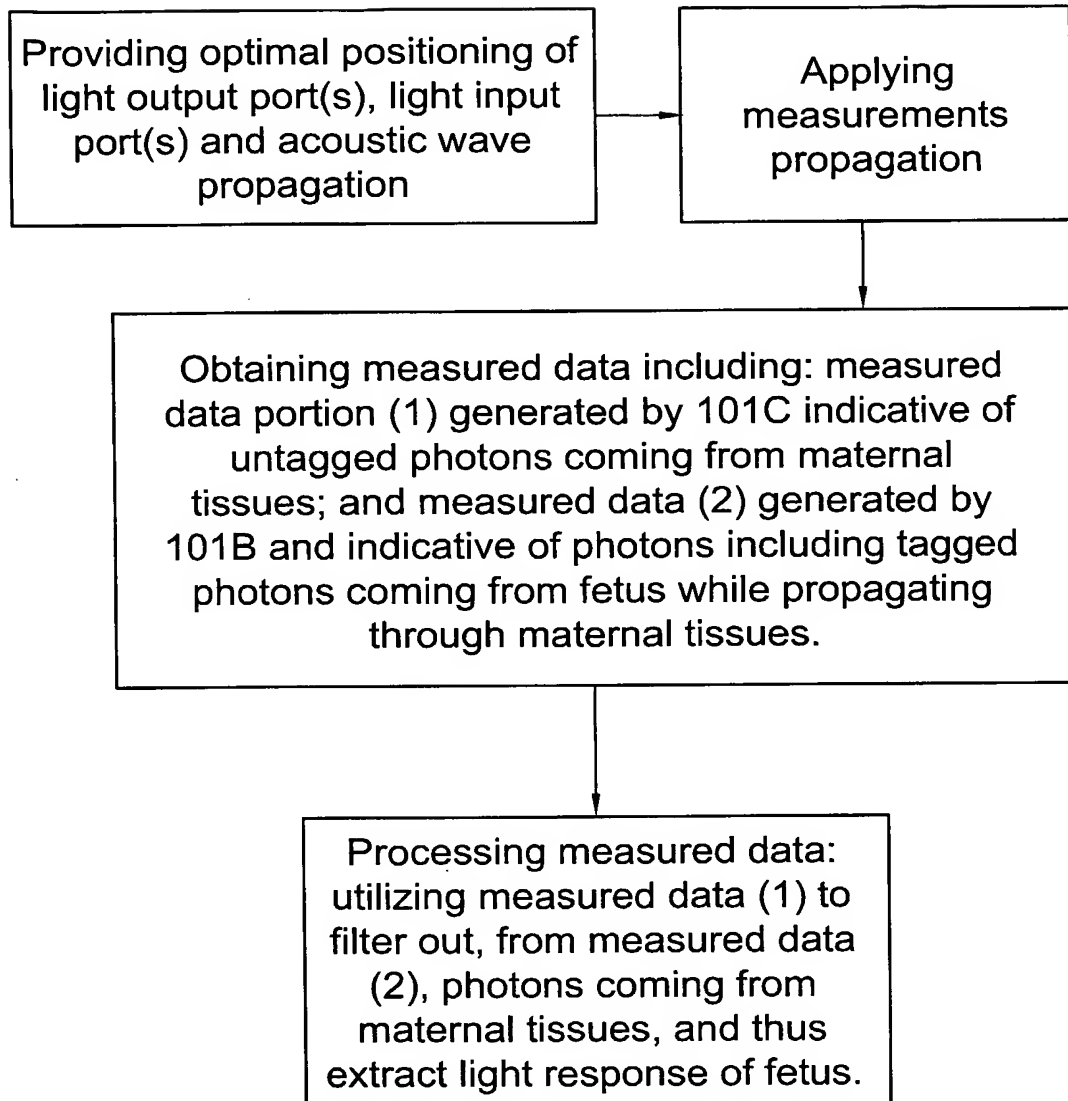 Providing optimal positioning of
light output port(s), light input
port(s) and acoustic wave
propagation
Applying
measurements
propagation
Obtaining measured data including: measured
data portion (1) generated by 101C indicative of
untagged photons coming from maternal
tissues; and measured data (2) generated by
101B and indicative of photons including tagged
photons coming from fetus while propagating
through maternal tissues.
Processing measured data:
utilizing measured data (1) to
filter out, from measured data
(2), photons coming from
maternal tissues, and thus
extract light response of fetus.